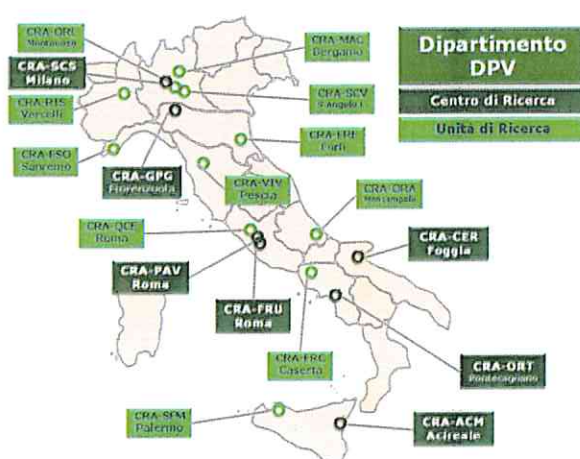 CRA-ORL
Montanaso
CRA-MAC
Bergamo
CRA-SCS
Milano
CRA-SCV
S.Angelo L.
CRA-RIS
Vercelli
CRA-FRF
Forlì
CRA-FSO
Sanremo
CRA-GPG
Fiorenzuola
CRA-VIV
Pescia
CRA-ORA
Monsampolo
CRA-QCE
Roma
CRA-CER
Foggia
CRA-PAV
Roma
CRA-FRU
Roma
CRA-FRC
Caserta
CRA-ORT
Pontecagnano
CRA-SFM
Palermo
CRA-ACM
Acireale
Dipartimento
DPV
Centro di Ricerca
Unità di Ricerca